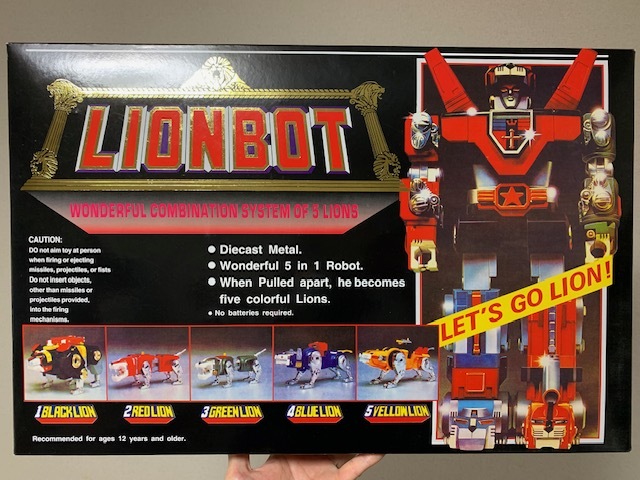 LIONBOT
WONDERFUL COMBINATION SYSTEM OF 5 LIONS
CAUTION:
DO not aim toy at person
when firing or ejecting
missiles, projectiles, or fists
Do not insert objects,
other than missiles or
projectiles provided,
into the firing
mechanisms.
● Diecast Metal.
● Wonderful 5 in 1 Robot.
● When Pulled apart, he becomes
five colorful Lions.
● No batteries required.
LET'S GO LION!
1 BLACK LION
2 RED LION
3 GREEN LION
4 BLUE LION
5 YELLOW LION
Recommended for ages 12 years and older.